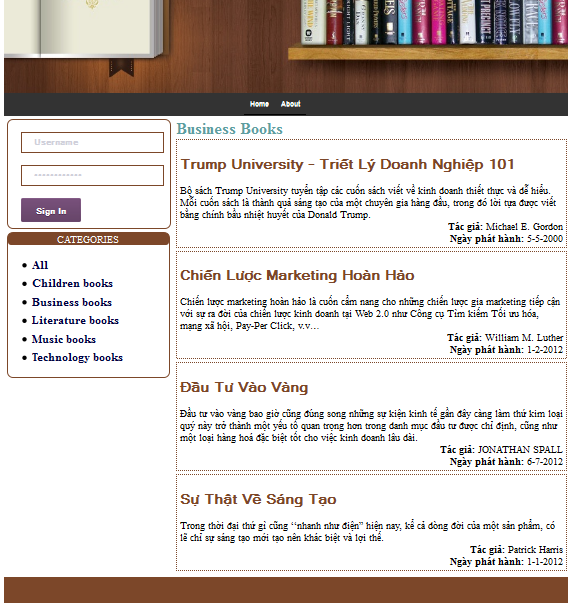 Home About
Business Books
Username
------------
Sign In
CATEGORIES
All
Children books
Business books
Literature books
Music books
Technology books
Trump University - Triết Lý Doanh Nghiệp 101
Bộ sách Trump University tuyển tập các cuốn sách viết về kinh doanh thiết thực và dễ hiểu.
Mỗi cuốn sách là thành quả sáng tạo của một chuyên gia hàng đầu, trong đó lời tựa được viết
bằng chính bầu nhiệt huyết của Donald Trump.
Tác giả: Michael E. Gordon
Ngày phát hành: 5-5-2000
Chiến Lược Marketing Hoàn Hảo
Chiến lược marketing hoàn hảo là cuốn cẩm nang cho những chiến lược gia marketing tiếp cận
với sự ra đời của chiến lược kinh doanh tại Web 2.0 như Công cụ Tìm kiếm Tối ưu hóa,
mạng xã hội, Pay-Per Click, v.v…
Tác giả: William M. Luther
Ngày phát hành: 1-2-2012
Đầu Tư Vào Vàng
Đầu tư vào vàng bao giờ cũng đúng song những sự kiện kinh tế gần đây càng làm thứ kim loại
quý này trở thành một yếu tố quan trọng hơn trong danh mục đầu tư được chỉ định, cũng như
một loại hàng hoá đặc biệt tốt cho việc kinh doanh lâu dài.
Tác giả: JONATHAN SPALL
Ngày phát hành: 6-7-2012
Sự Thật Về Sáng Tạo
Trong thời đại thứ gì cũng ‘‘nhanh như điện” hiện nay, kể cả dòng đời của một sản phẩm, có
lẽ chỉ sự sáng tạo mới tạo nên khác biệt và lợi thế.
Tác giả: Patrick Harris
Ngày phát hành: 1-1-2012